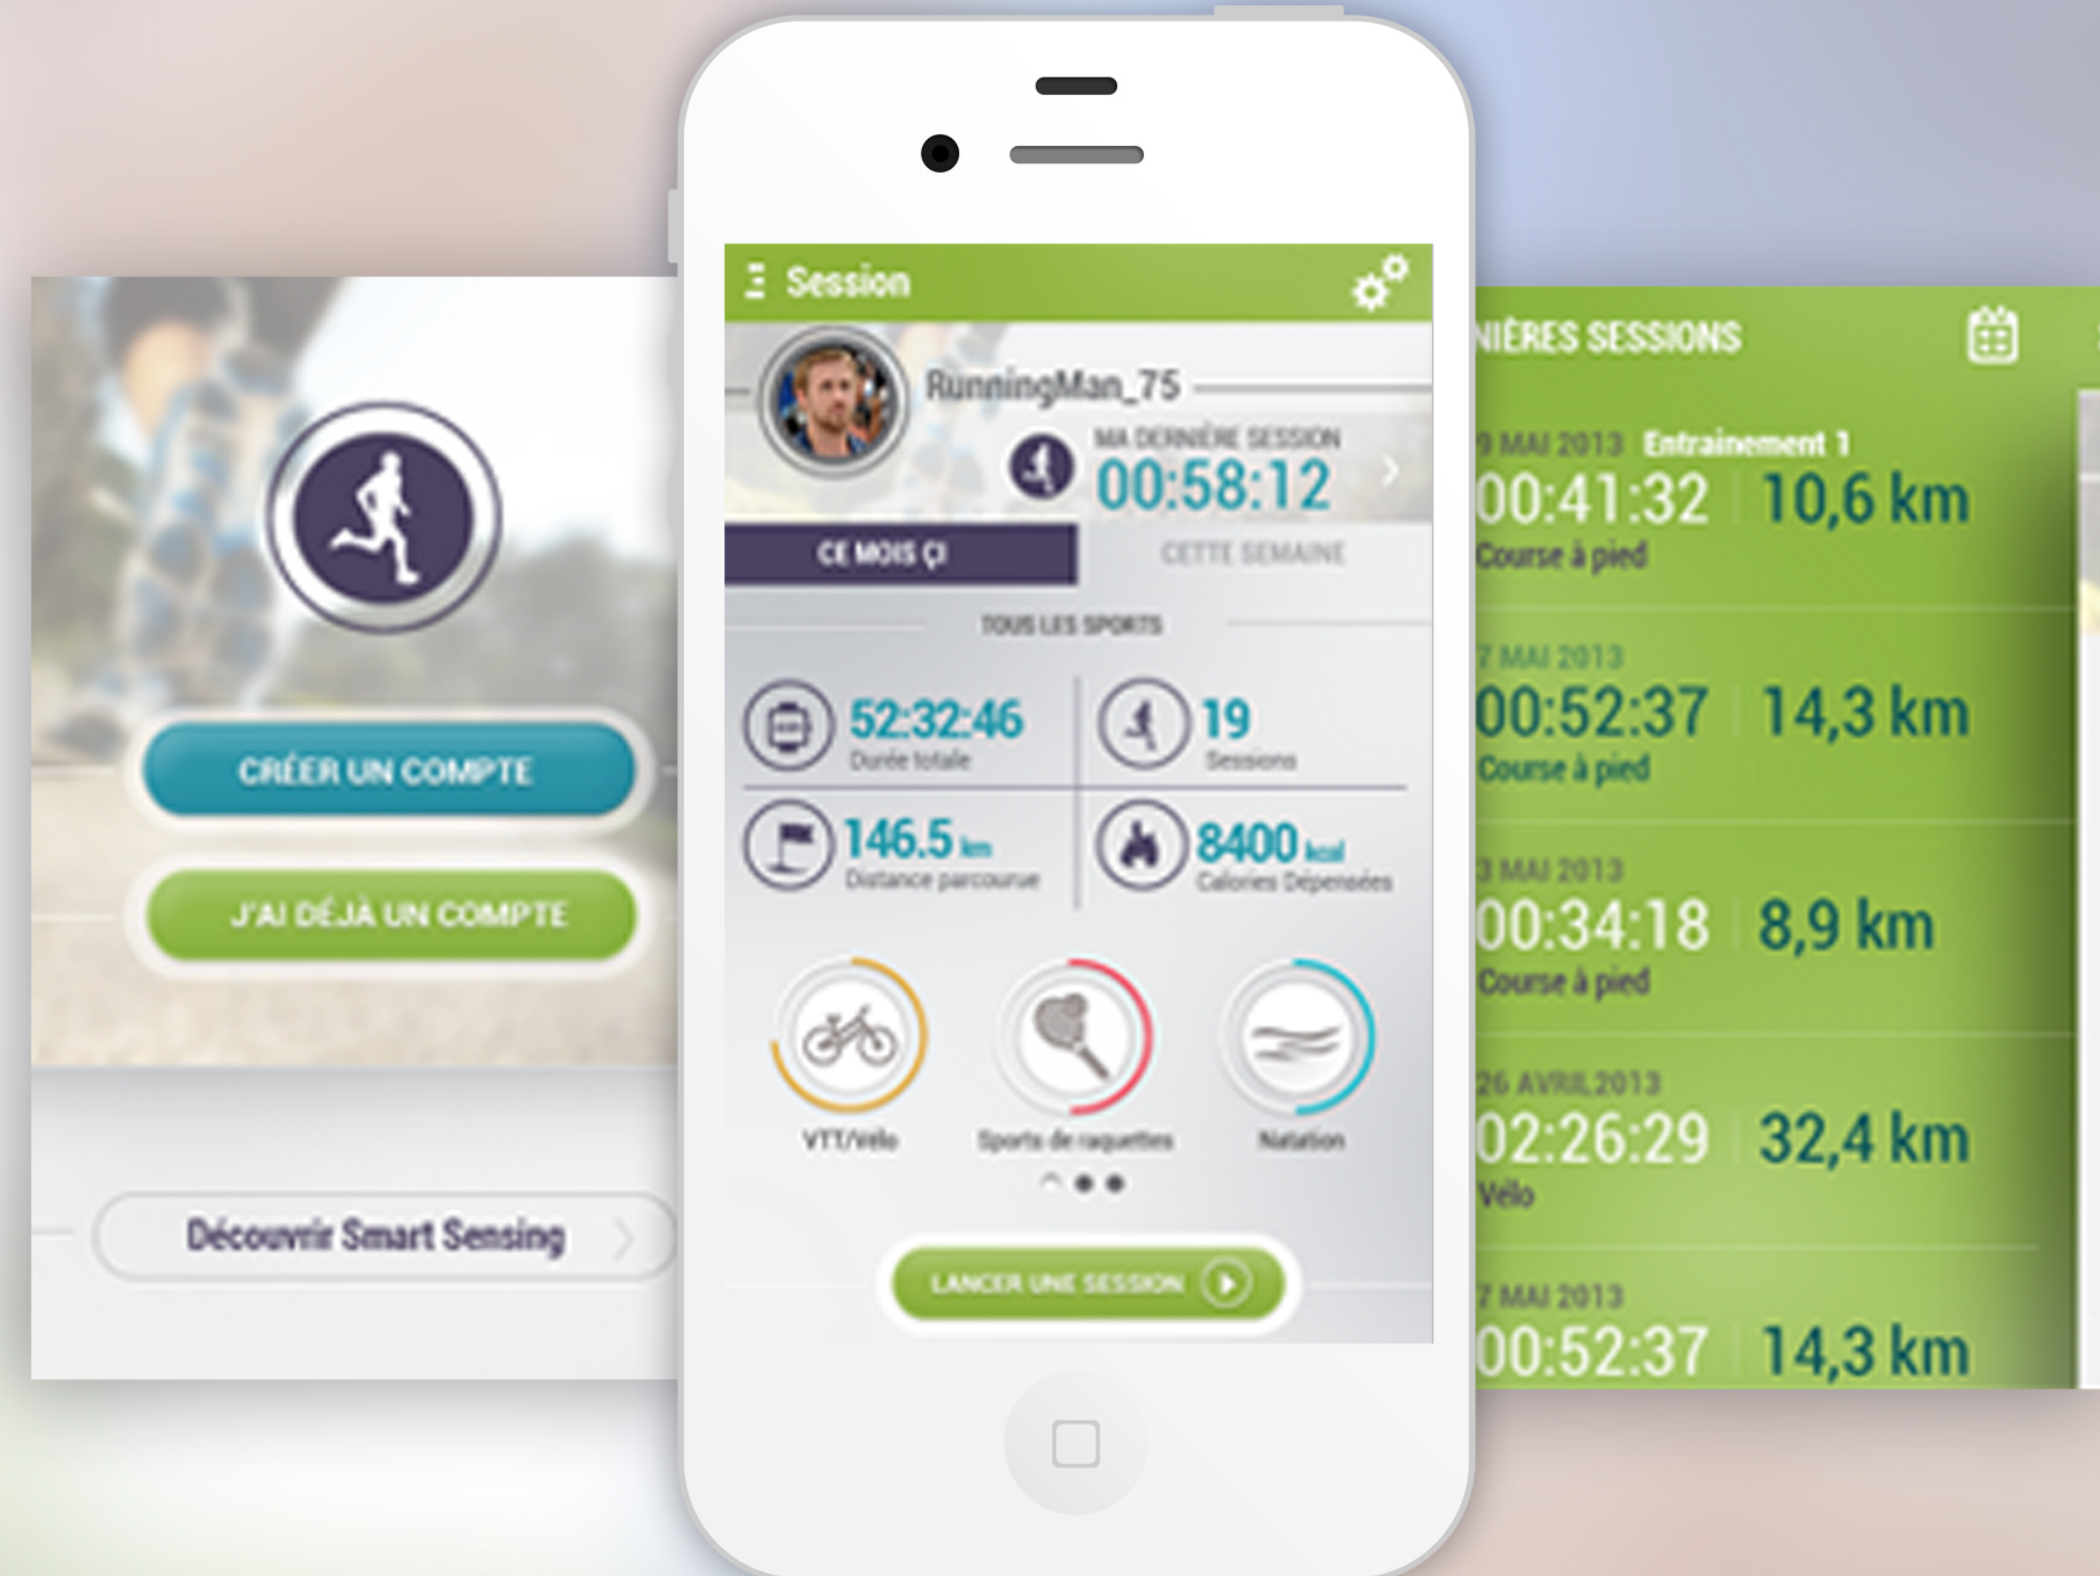 CRÉER UN COMPTE
J'AI DÉJÀ UN COMPTE
Découvrir Smart Sensing
Session
RunningMan_75
MA DERNIÈRE SESSION
00:58:12
CE MOIS ÇI
CETTE SEMAINE
TOUS LES SPORTS
52:32:46
Durée totale
19
Sessions
146.5 km
Distance parcourue
8400 kcal
Calories Dépensées
VTT/Vélo
Sports de raquettes
Natation
LANCER UNE SESSION
NIÈRES SESSIONS
9 MAI 2013 Entrainement 1
00:41:32 10,6 km
Course à pied
7 MAI 2013
00:52:37 14,3 km
Course à pied
3 MAI 2013
00:34:18 8,9 km
Course à pied
26 AVRIL2013
02:26:29 32,4 km
Vélo
7 MAI 2013
00:52:37 14,3 km